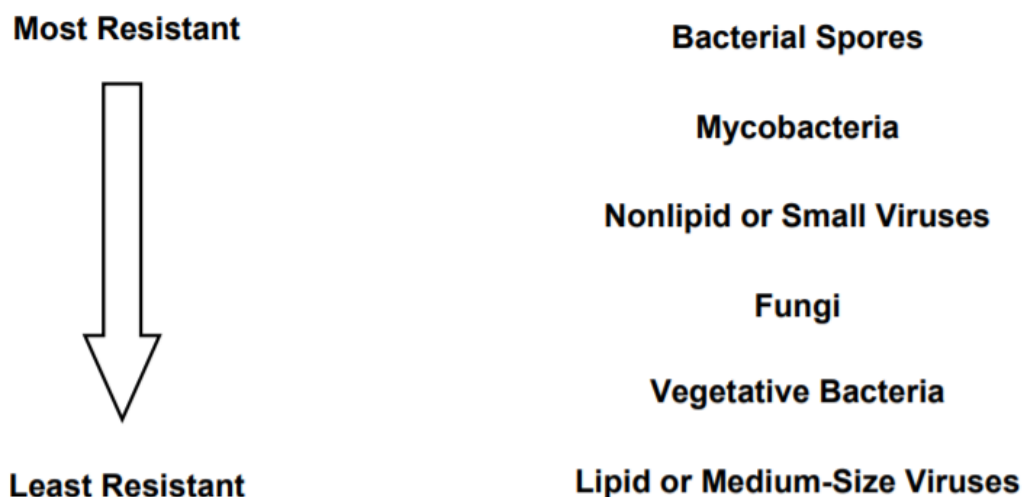 Most Resistant
Bacterial Spores
Mycobacteria
Nonlipid or Small Viruses
Fungi
Vegetative Bacteria
Least Resistant
Lipid or Medium-Size Viruses